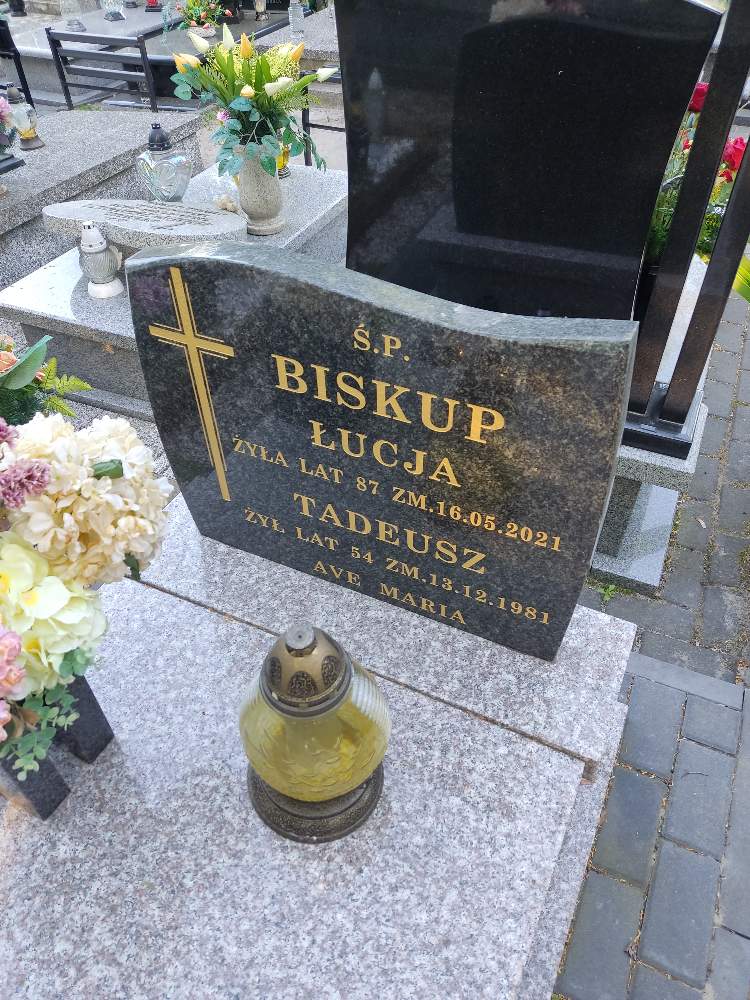 Ś.P.
BISKUP
ŁUCJA
ŻYŁA LAT 87 ZM.16.05.2021
TADEUSZ
ŻYŁ LAT 54 ZM.13.12.1981
AVE MARIA